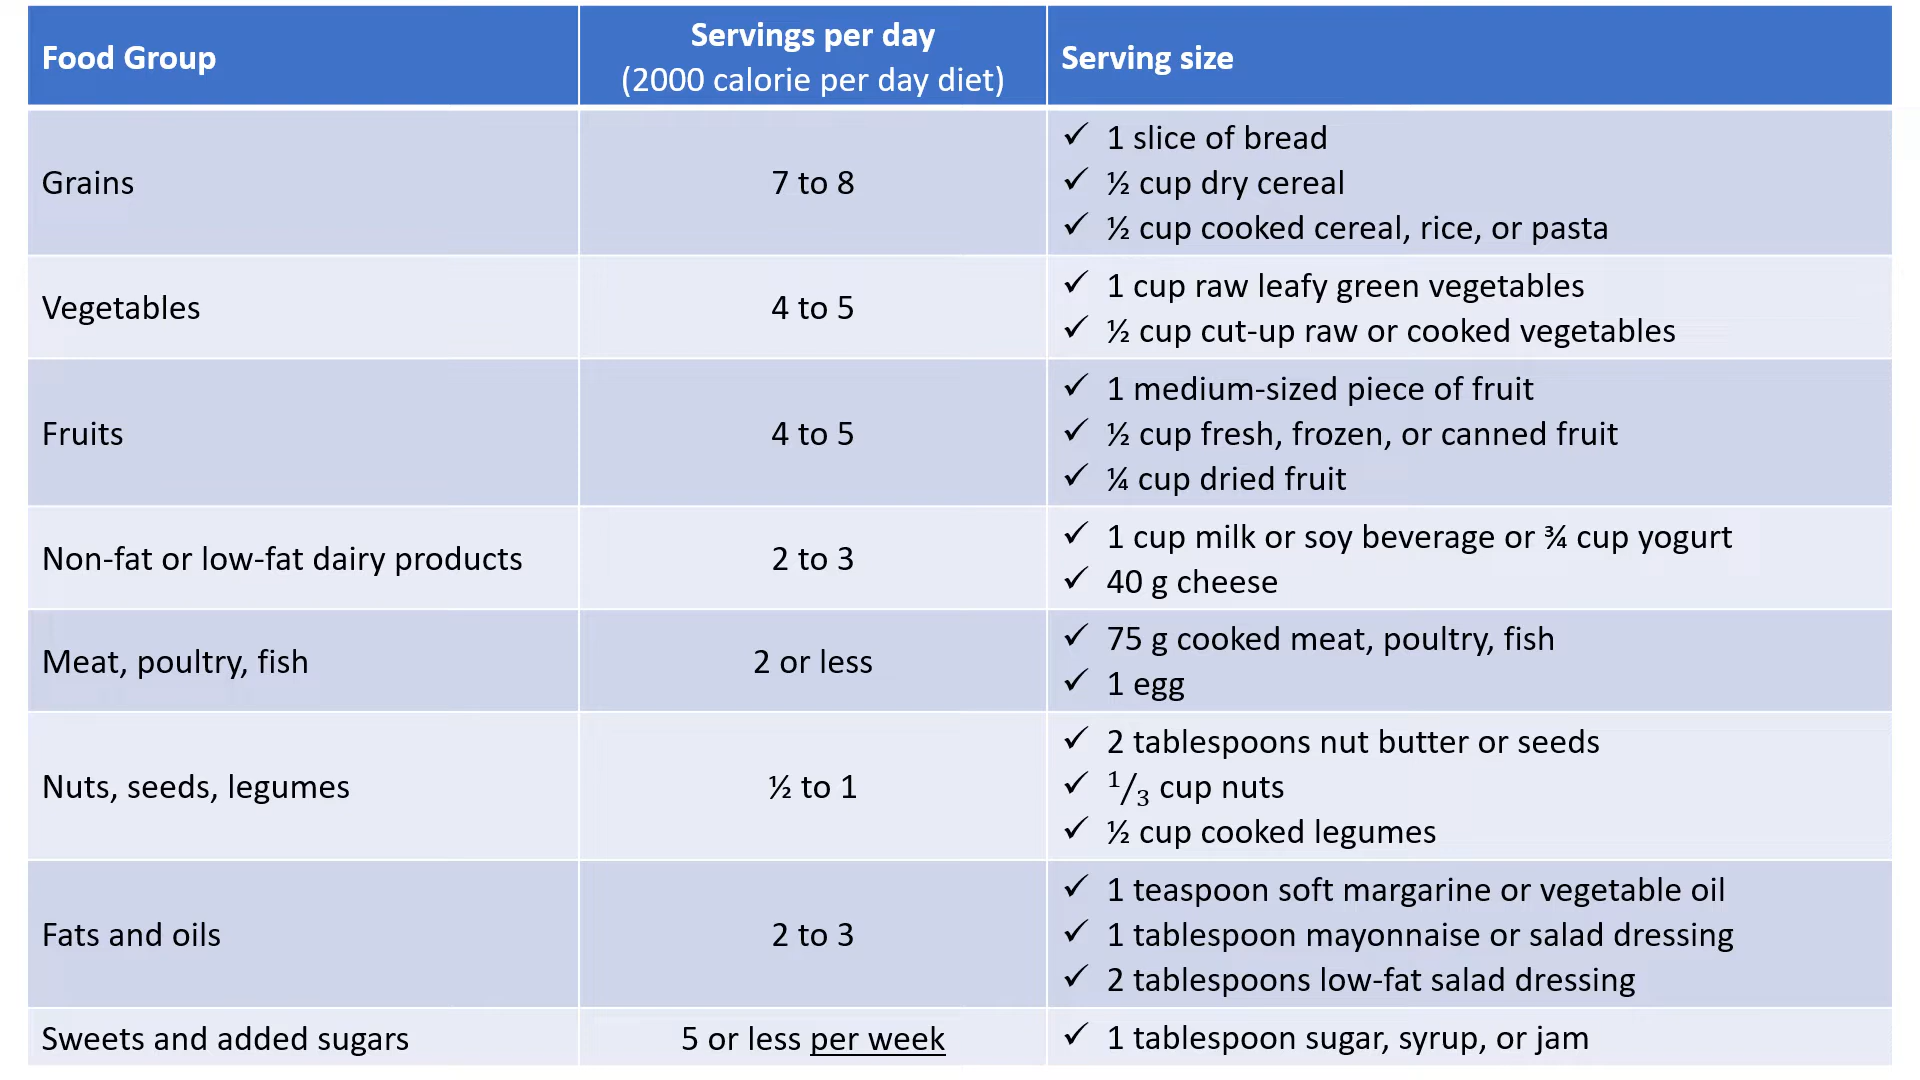 Food Group
Servings per day
(2000 calorie per day diet)
Serving size
Grains
7 to 8
✓ 1 slice of bread
✓ ½ cup dry cereal
✓ ½ cup cooked cereal, rice, or pasta
Vegetables
4 to 5
✓ 1 cup raw leafy green vegetables
✓ ½ cup cut-up raw or cooked vegetables
Fruits
4 to 5
✓ 1 medium-sized piece of fruit
✓ ½ cup fresh, frozen, or canned fruit
✓ ¼ cup dried fruit
Non-fat or low-fat dairy products
2 to 3
✓ 1 cup milk or soy beverage or ¾ cup yogurt
✓ 40 g cheese
Meat, poultry, fish
2 or less
✓ 75 g cooked meat, poultry, fish
✓ 1 egg
Nuts, seeds, legumes
½ to 1
✓ 2 tablespoons nut butter or seeds
✓ 1/3 cup nuts
✓ ½ cup cooked legumes
Fats and oils
2 to 3
✓ 1 teaspoon soft margarine or vegetable oil
✓ 1 tablespoon mayonnaise or salad dressing
✓ 2 tablespoons low-fat salad dressing
Sweets and added sugars
5 or less per week
✓ 1 tablespoon sugar, syrup, or jam